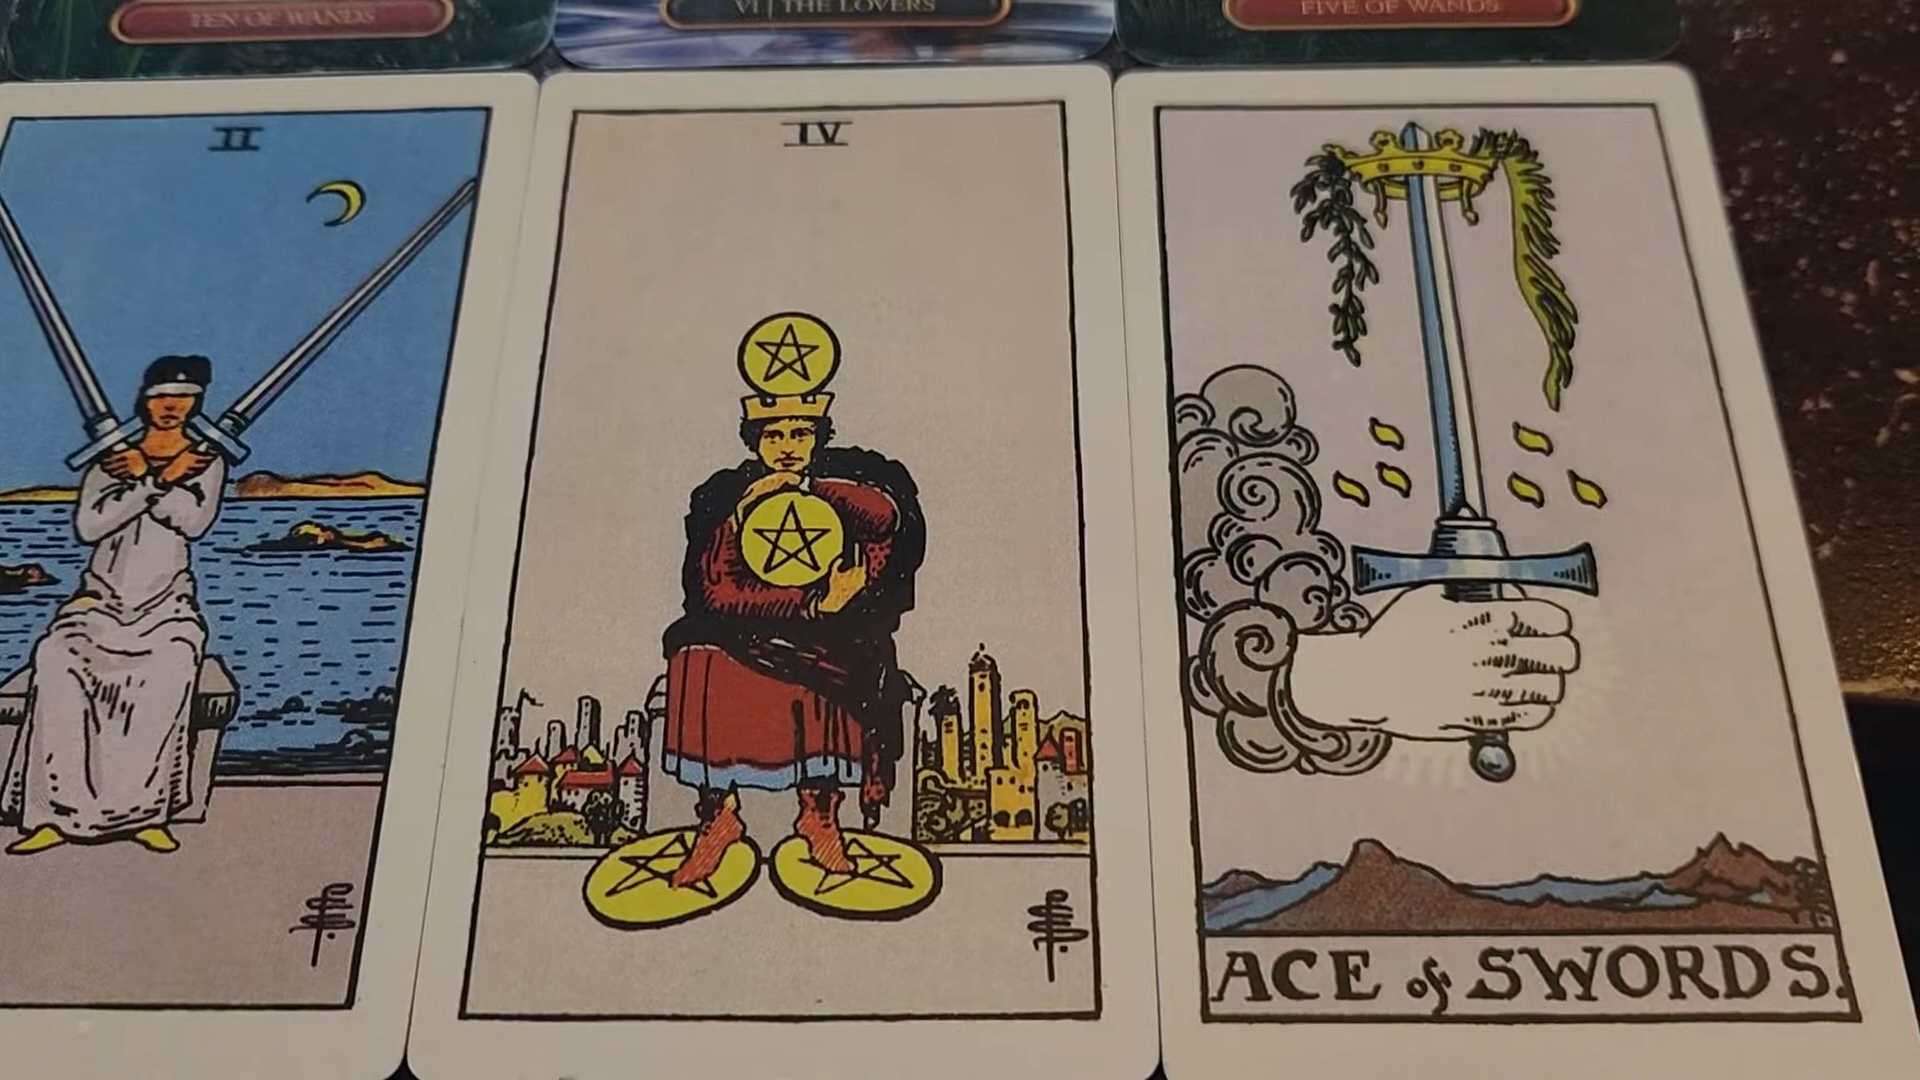 TEN OF WANDS
VI | THE LOVERS
FIVE OF WANDS
II
IV
ACE of SWORDS.